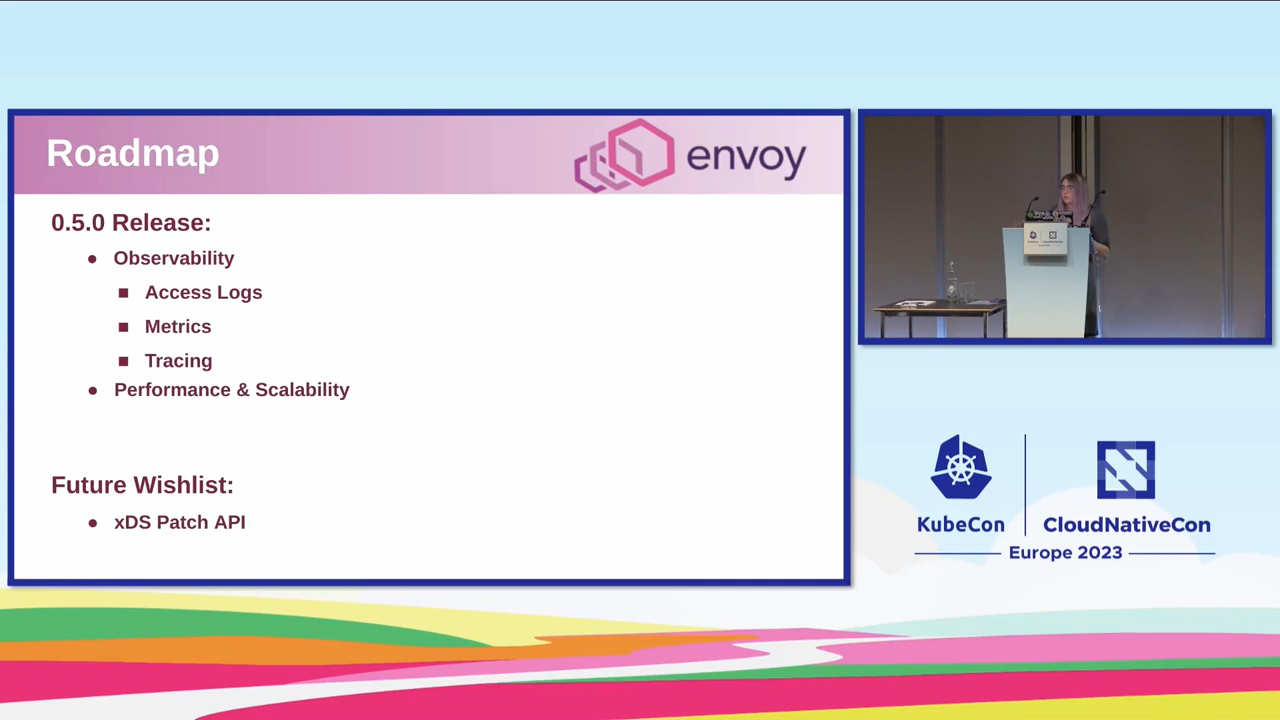 Roadmap
envoy
0.5.0 Release:
● Observability
■ Access Logs
■ Metrics
■ Tracing
● Performance & Scalability
Future Wishlist:
● xDS Patch API
KubeCon
CloudNativeCon
Europe 2023